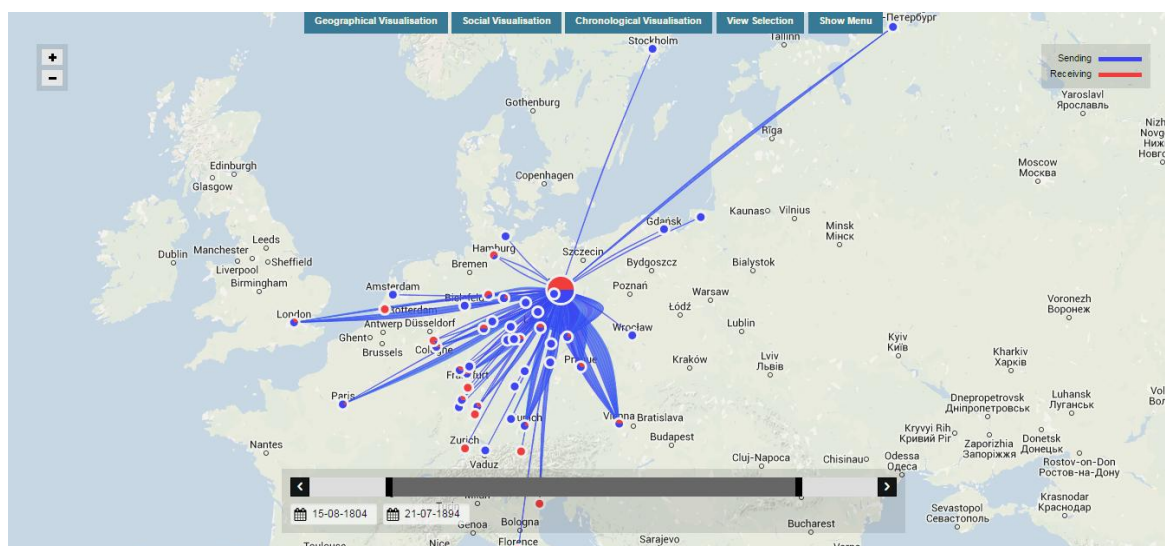 Geographical Visualisation
Social Visualisation
Chronological Visualisation
View Selection
Show Menu
-Петербург
Stockholm
Tallinn
Sending
Receiving
Yaroslavl
Ярославль
Gothenburg
Rīga
Edinburgh
Glasgow
Moscow
Москва
Copenhagen
Kaunas
Vilnius
Gdańsk
Minsk
Мінск
Leeds
Dublin
Manchester
Sheffield
Liverpool
Birmingham
Hamburg
Szczecin
Bremen
Bydgoszcz
Bialystok
Amsterdam
Poznań
Warsaw
Łódź
Voronezh
Воронеж
London
Rotterdam
Antwerp
Düsseldorf
Ghent
Brussels
Wrocław
Lublin
Kyiv
Київ
Kraków
Lviv
Львів
Kharkiv
Харків
Prague
Frankfurt
Paris
Dnepropetrovsk
Дніпропетровськ
Luhansk
Луганськ
Vienna
Bratislava
Budapest
Kryvyi Rih
Кривий Ріг
Zaporizhia
Запоріжжя
Donetsk
Донецьк
Nantes
Zurich
Vaduz
Cluj-Napoca
Chisinau
Odessa
Одеса
Rostov-on-Don
Ростов-на-Дону
15-08-1804
21-07-1894
Krasnodar
Краснодар
Sevastopol
Севастополь
Genoa
Bologna
Bucharest
Nice
Florence
Sarajevo